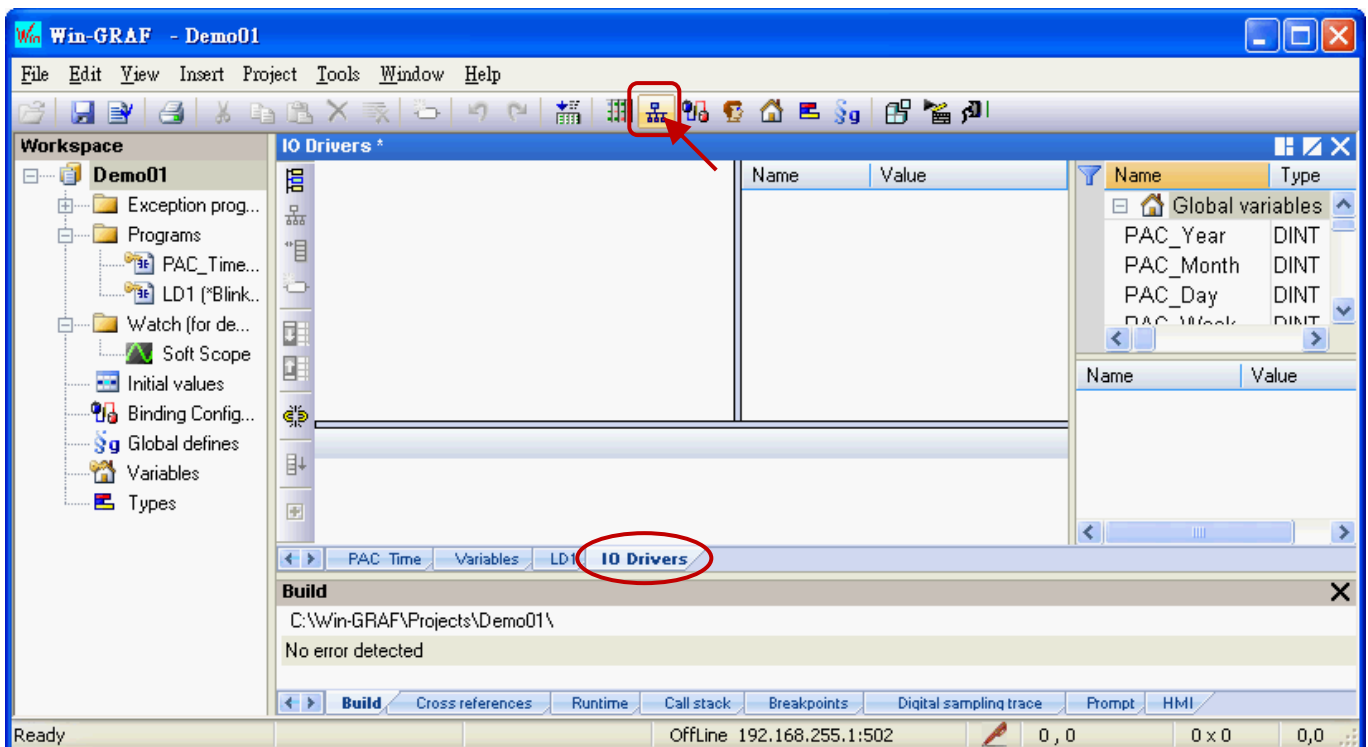 Win-GRAF - Demo01
File Edit View Insert Project Tools Window Help
Workspace
Demo01
Exception prog...
Programs
PAC_Time...
LD1 (*Blink..
Watch (for de...
Soft Scope
Initial values
Binding Config...
Global defines
Variables
Types
IO Drivers *
Name Value
Name Type
Global variables
PAC_Year DINT
PAC_Month DINT
PAC_Day DINT
Name Value
PAC Time Variables LD1 IO Drivers
Build
C:\Win-GRAF\Projects\Demo01\
No error detected
Build Cross references Runtime Call stack Breakpoints Digital sampling trace Prompt HMI
Ready OffLine 192.168.255.1:502 0 , 0 0 x 0 0,0